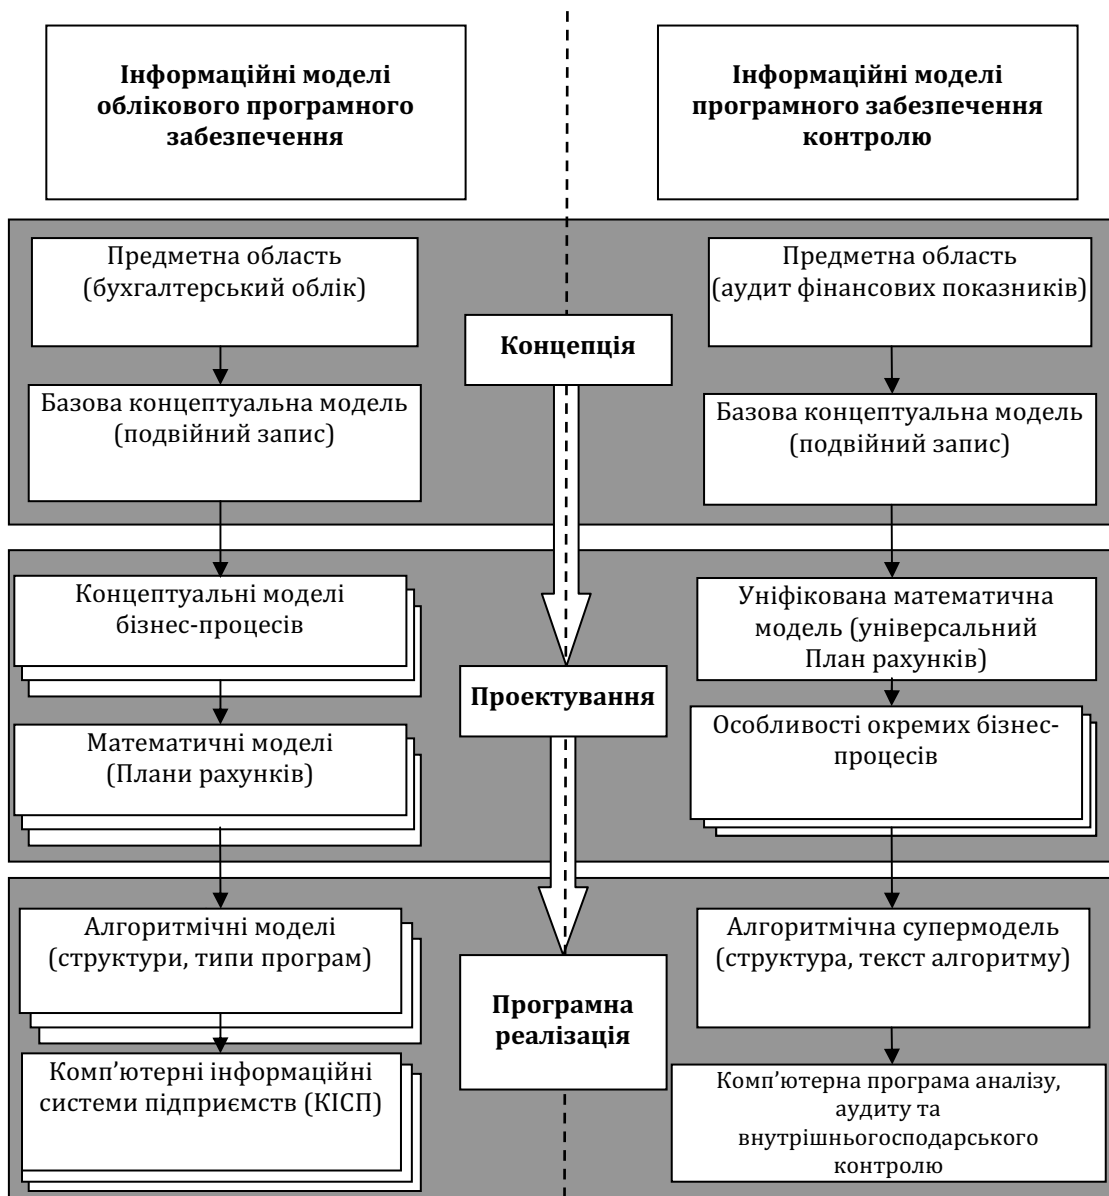 Інформаційні моделі
облікового програмного
забезпечення
Інформаційні моделі
програмного забезпечення
контролю
Предметна область
(бухгалтерський облік)
Предметна область
(аудит фінансових показників)
Концепція
Базова концептуальна модель
(подвійний запис)
Базова концептуальна модель
(подвійний запис)
Концептуальні моделі
бізнес-процесів
Уніфікована математична
модель (універсальний
План рахунків)
Проектування
Математичні моделі
(Плани рахунків)
Особливості окремих бізнес-
процесів
Алгоритмічні моделі
(структури, типи програм)
Алгоритмічна супермодель
(структура, текст алгоритму)
Програмна
реалізація
Комп’ютерні інформаційні
системи підприємств (КІСП)
Комп’ютерна програма аналізу,
аудиту та
внутрішньогосподарського
контролю